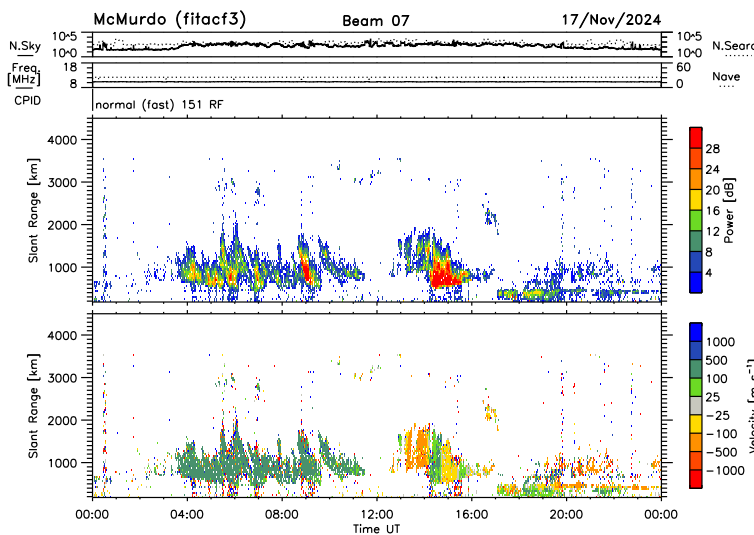 McMurdo (fitacf3) Beam 07 17/Nov/2024
N.Sky 10^5 10^0 10^5 10^0 N.Searc
Freq. [MHz] 18 8 60 0 Nave
CPID normal (fast) 151 RF
Slant Range [km]
4000
3000
2000
1000
Power [dB]
28
24
20
16
12
8
4
Slant Range [km]
4000
3000
2000
1000
Velocity [m s^-1]
1000
500
100
25
-25
-100
-500
-1000
00:00 04:00 08:00 12:00 16:00 20:00 00:00
Time UT